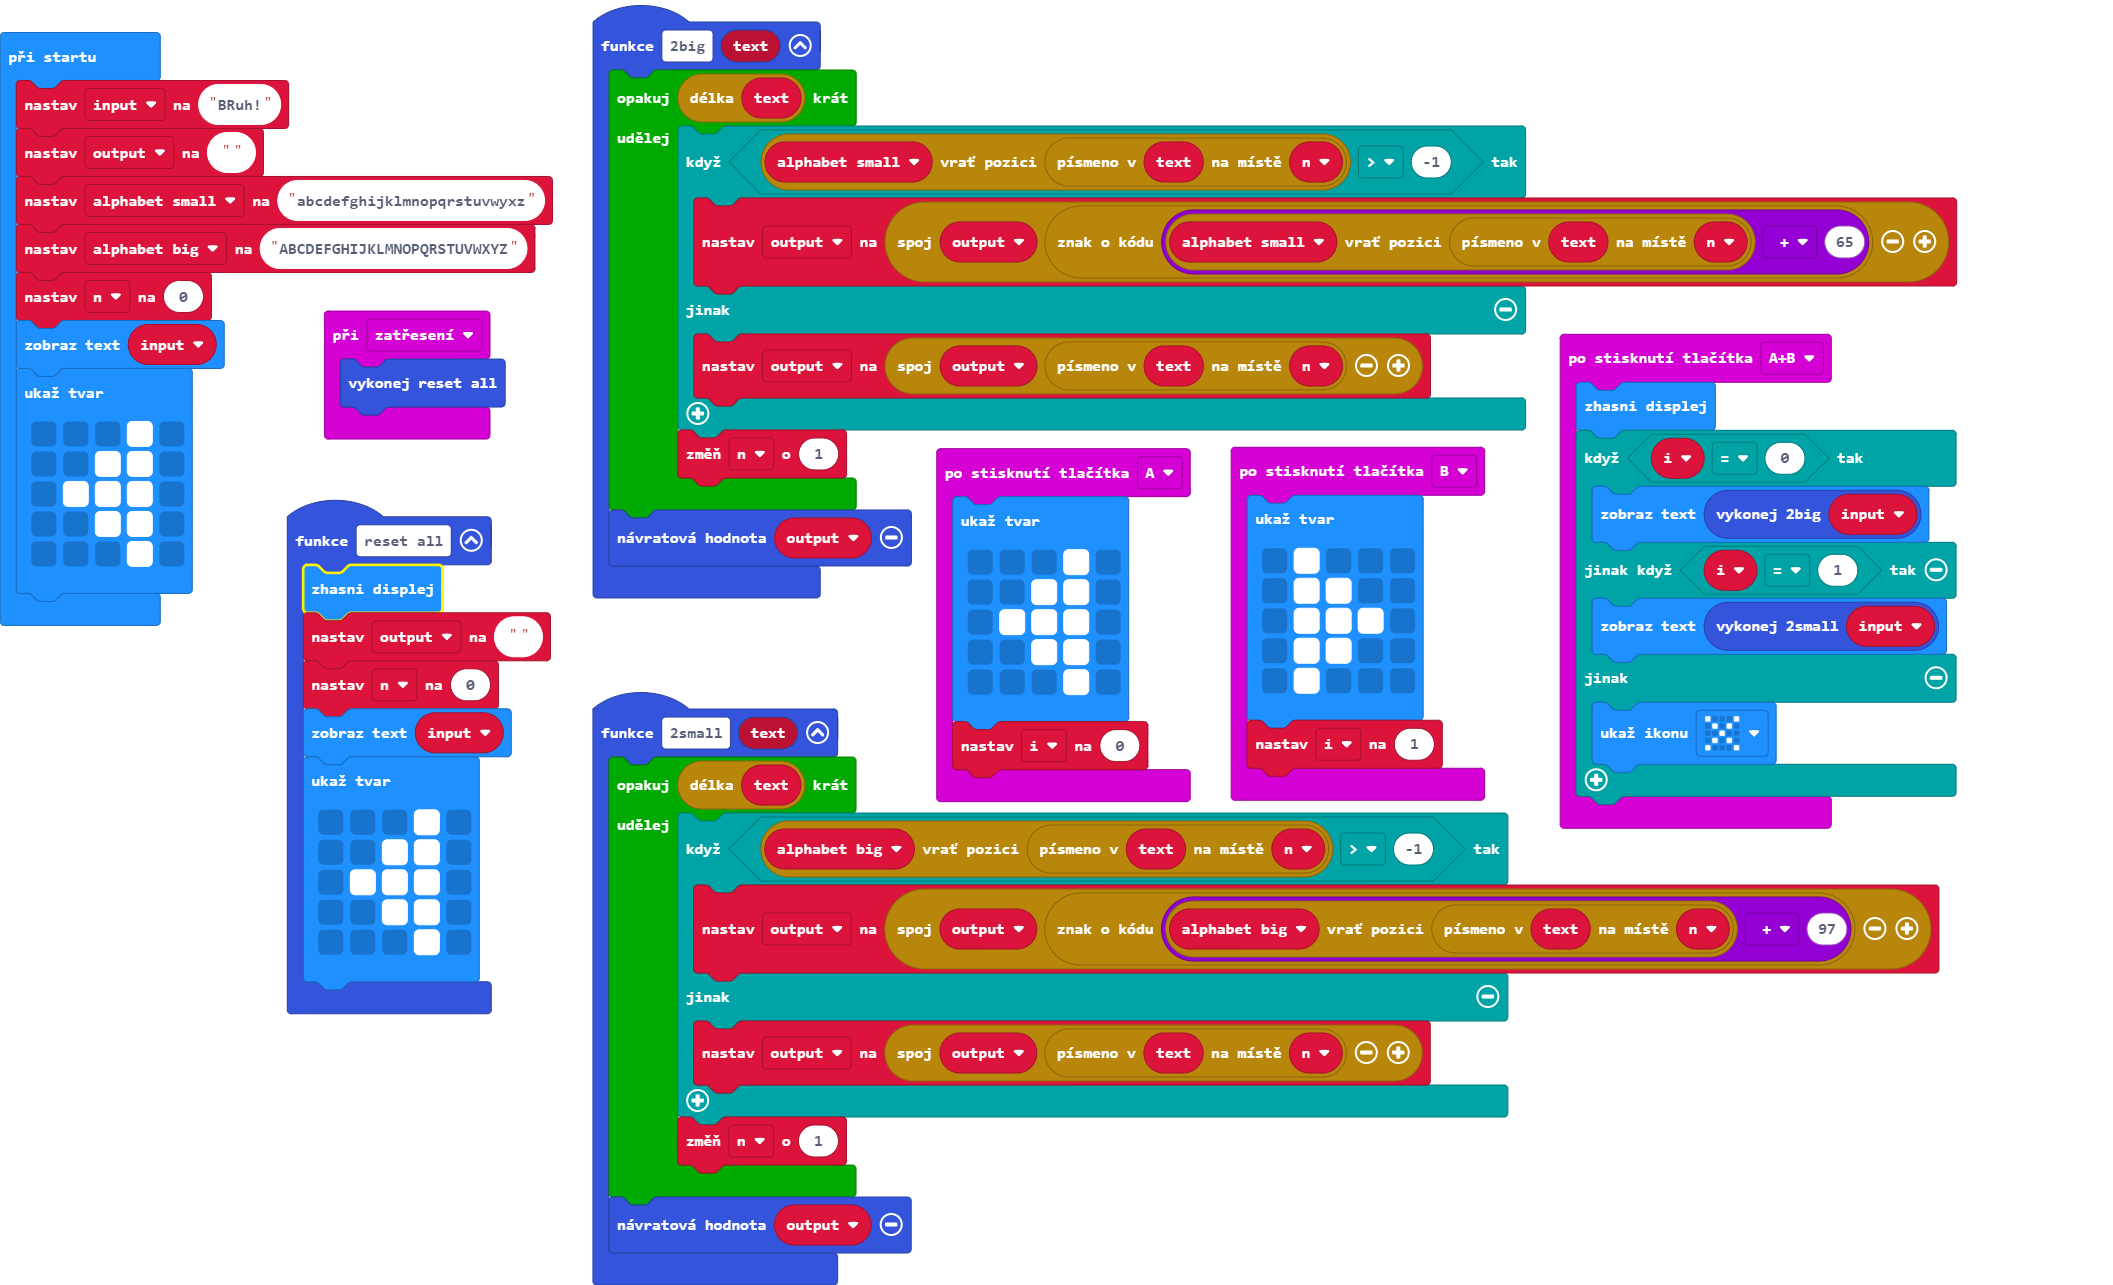 při startu
nastav input na "BRuh!"
nastav output na " "
nastav alphabet small na "abcdefghijklmnopqrstuvwyxz"
nastav alphabet big na "ABCDEFGHIJKLMNOPQRSTUVWXYZ"
nastav n na 0
zobraz text input
ukaž tvar
při zatřesení
vykonej reset all
funkce reset all
zhasni displej
nastav output na " "
nastav n na 0
zobraz text input
ukaž tvar
funkce 2big text
opakuj délka text krát
udělej
když alphabet small vrať pozici písmeno v text na místě n > -1 tak
nastav output na spoj output znak o kódu alphabet small vrať pozici písmeno v text na místě n + 65
jinak
nastav output na spoj output písmeno v text na místě n
změň n o 1
návratová hodnota output
funkce 2small text
opakuj délka text krát
udělej
když alphabet big vrať pozici písmeno v text na místě n > -1 tak
nastav output na spoj output znak o kódu alphabet big vrať pozici písmeno v text na místě n + 97
jinak
nastav output na spoj output písmeno v text na místě n
změň n o 1
návratová hodnota output
po stisknutí tlačítka A
ukaž tvar
nastav i na 0
po stisknutí tlačítka B
ukaž tvar
nastav i na 1
po stisknutí tlačítka A+B
zhasni displej
když i = 0 tak
zobraz text vykonej 2big input
jinak když i = 1 tak
zobraz text vykonej 2small input
jinak
ukaž ikonu